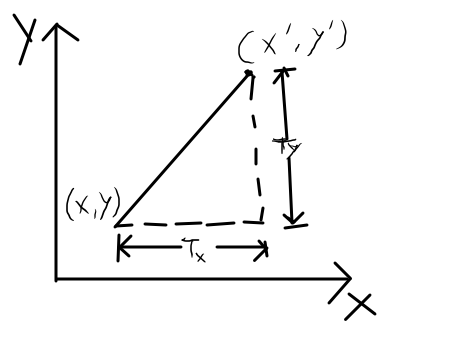 Y
(x', y')
Ty
(x,y)
Tx
X